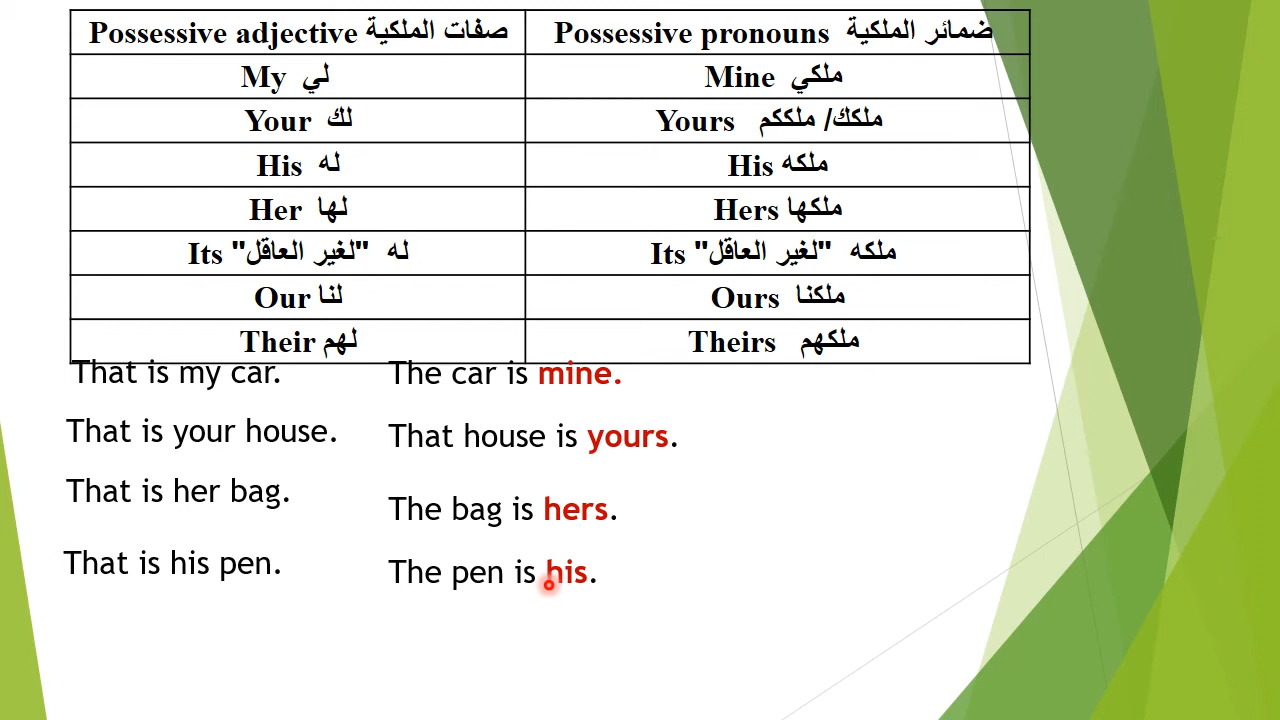 Possessive adjective صفات الملكية
Possessive pronouns ضمائر الملكية
My لي
Mine ملكي
Your لك
Yours ملكك/ ملككم
His له
His ملكه
Her لها
Hers ملكها
Its له "لغير العاقل"
Its ملكه "لغير العاقل"
Our لنا
Ours ملكنا
Their لهم
Theirs ملكهم
That is my car.
The car is mine.
That is your house.
That house is yours.
That is her bag.
The bag is hers.
That is his pen.
The pen is his.